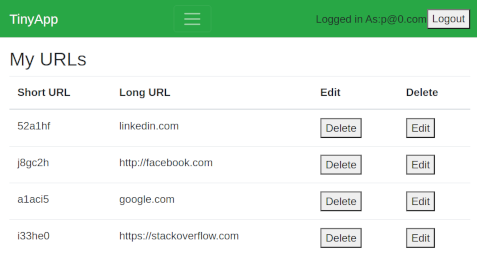 TinyApp Logged in As:p@0.com Logout
My URLs
Short URL Long URL Edit Delete
52a1hf linkedin.com Delete Edit
j8gc2h http://facebook.com Delete Edit
a1aci5 google.com Delete Edit
i33he0 https://stackoverflow.com Delete Edit